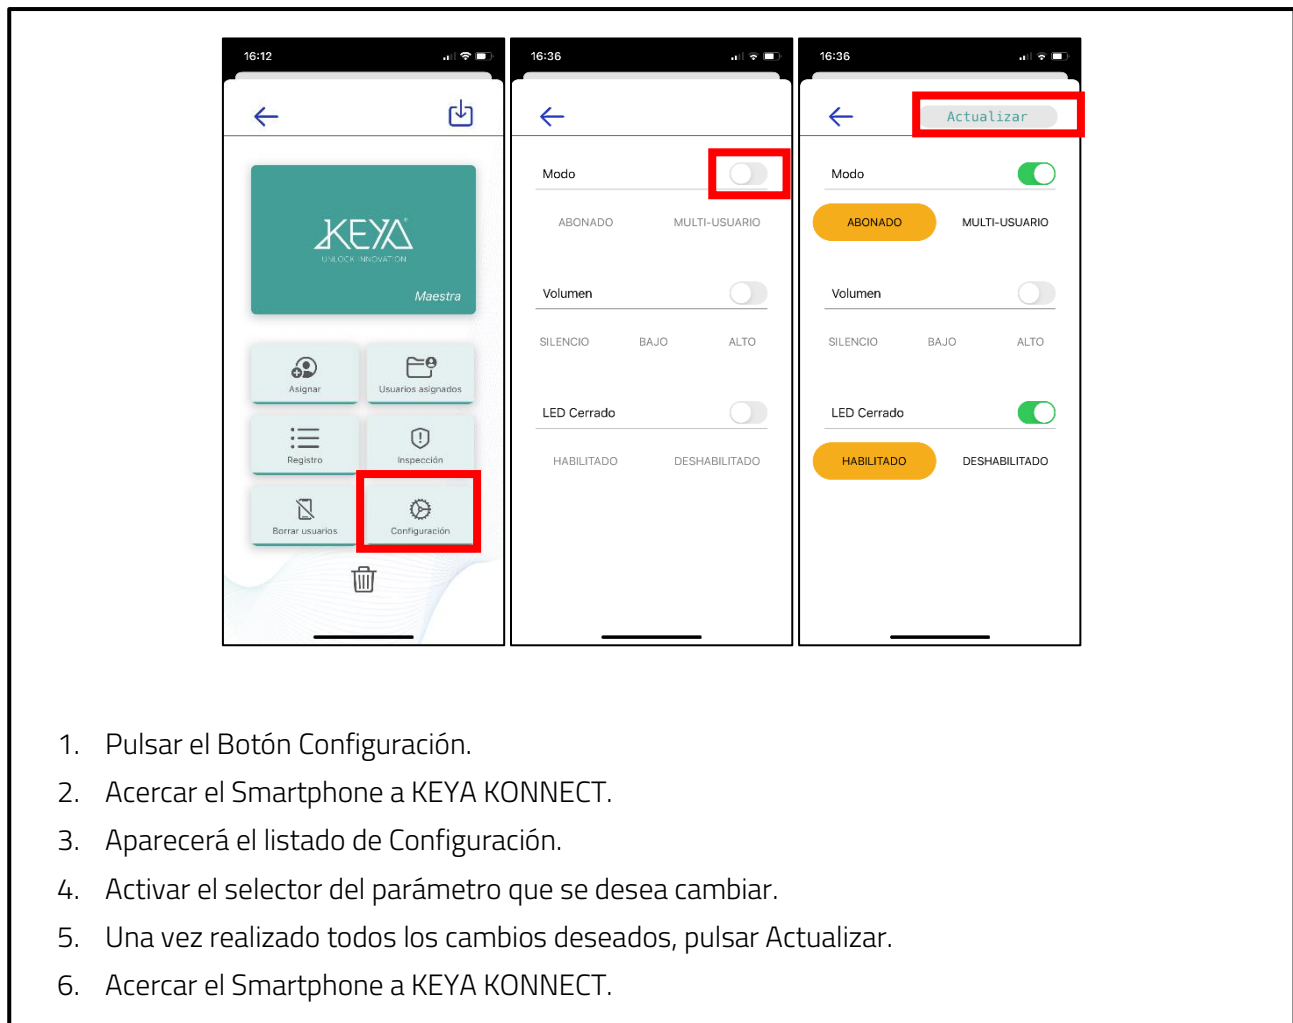 16:12
KEYA
UNLOCK INNOVATION
Maestra
Asignar
Usuarios asignados
Registro
Inspección
Borrar usuarios
Configuración
16:36
Modo
ABONADO MULTI-USUARIO
Volumen
SILENCIO BAJO ALTO
LED Cerrado
HABILITADO DESHABILITADO
16:36
Actualizar
Modo
ABONADO MULTI-USUARIO
Volumen
SILENCIO BAJO ALTO
LED Cerrado
HABILITADO DESHABILITADO
1. Pulsar el Botón Configuración.
2. Acercar el Smartphone a KEYA KONNECT.
3. Aparecerá el listado de Configuración.
4. Activar el selector del parámetro que se desea cambiar.
5. Una vez realizado todos los cambios deseados, pulsar Actualizar.
6. Acercar el Smartphone a KEYA KONNECT.